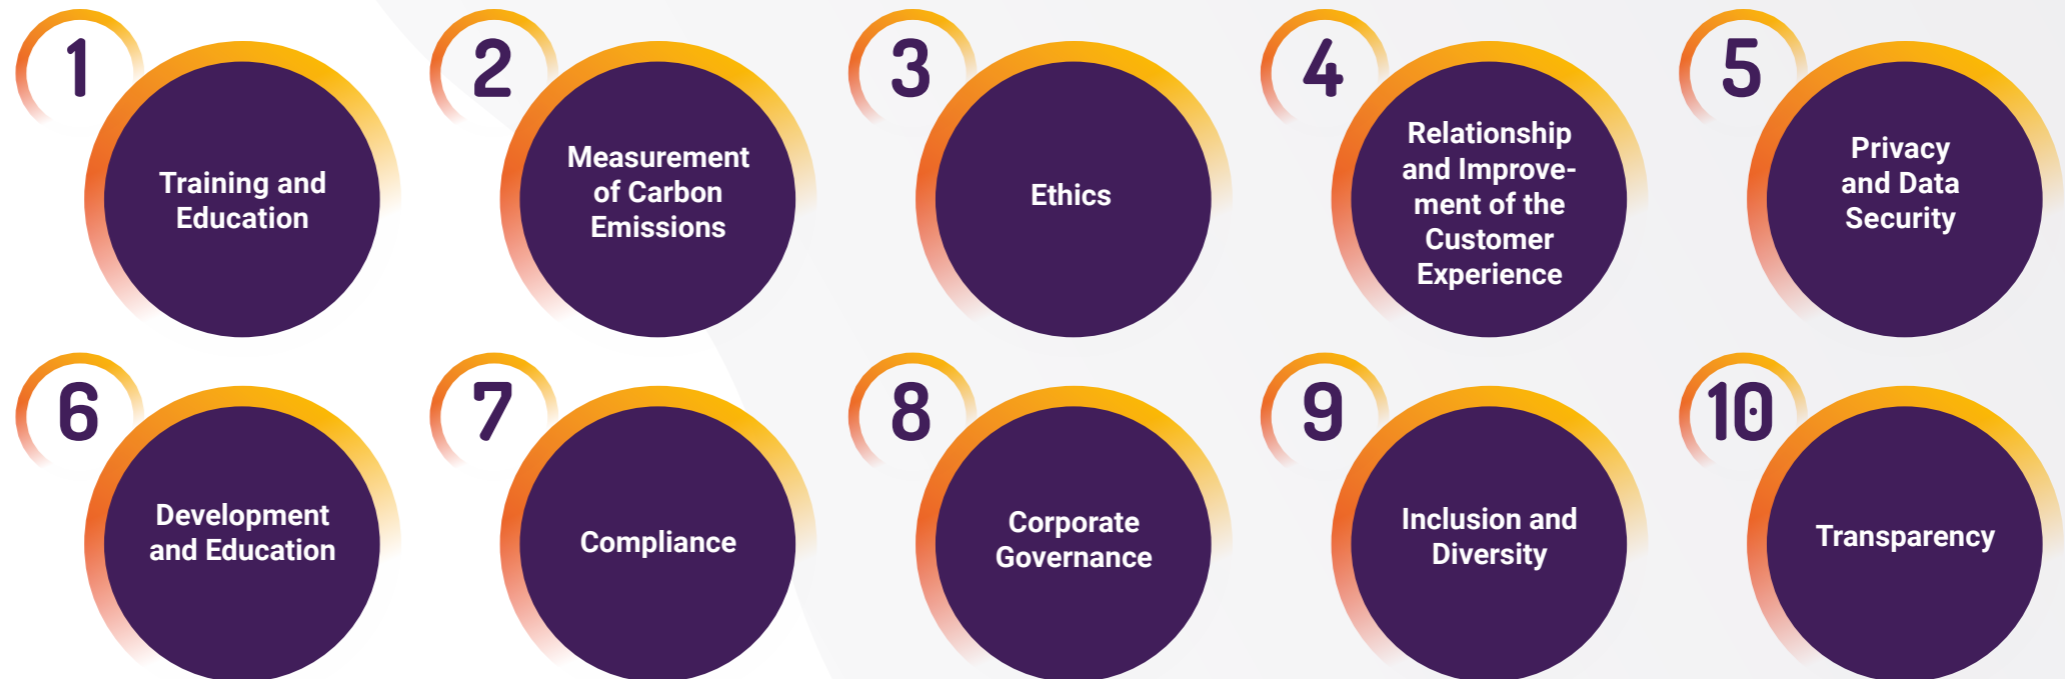 1
Training and
Education
2
Measurement
of Carbon
Emissions
3
Ethics
4
Relationship
and Improve-
ment of the
Customer
Experience
5
Privacy
and Data
Security
6
Development
and Education
7
Compliance
8
Corporate
Governance
9
Inclusion and
Diversity
10
Transparency